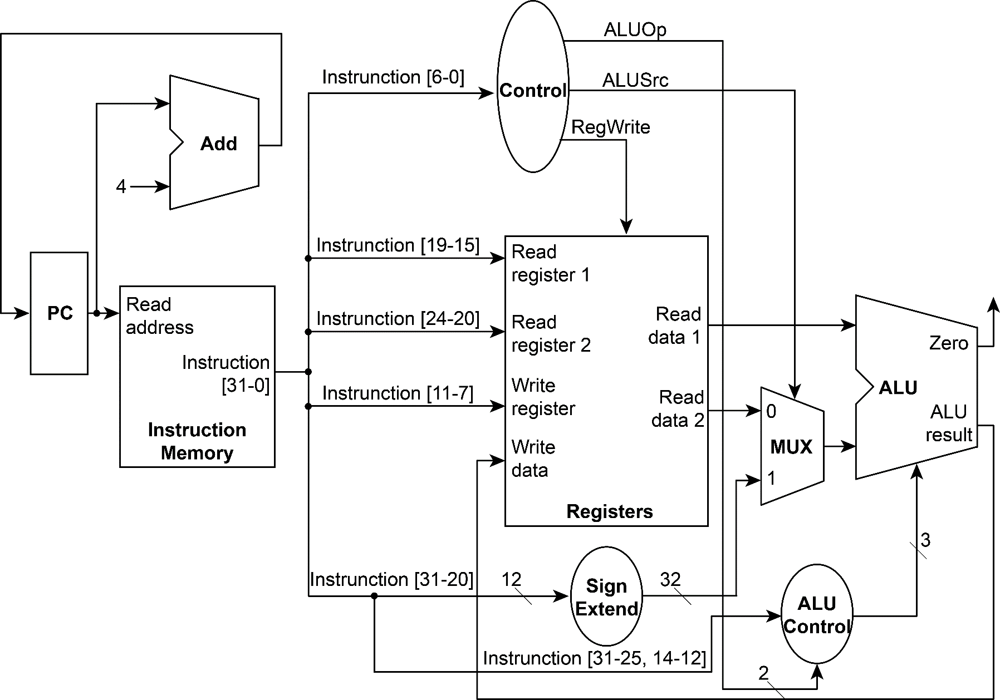 ALUOp
Instrunction [6-0]
Control
ALUSrc
RegWrite
Add
4
Instrunction [19-15]
Read
register 1
PC
Read
address
Instrunction [24-20]
Read
register 2
Read
data 1
Zero
Instruction
[31-0]
Instrunction [11-7]
Write
register
Read
data 2
0
ALU
ALU
result
Instruction
Memory
Write
data
MUX
1
Registers
3
Instrunction [31-20]
12
Sign
Extend
32
ALU
Control
Instrunction [31-25, 14-12]
2